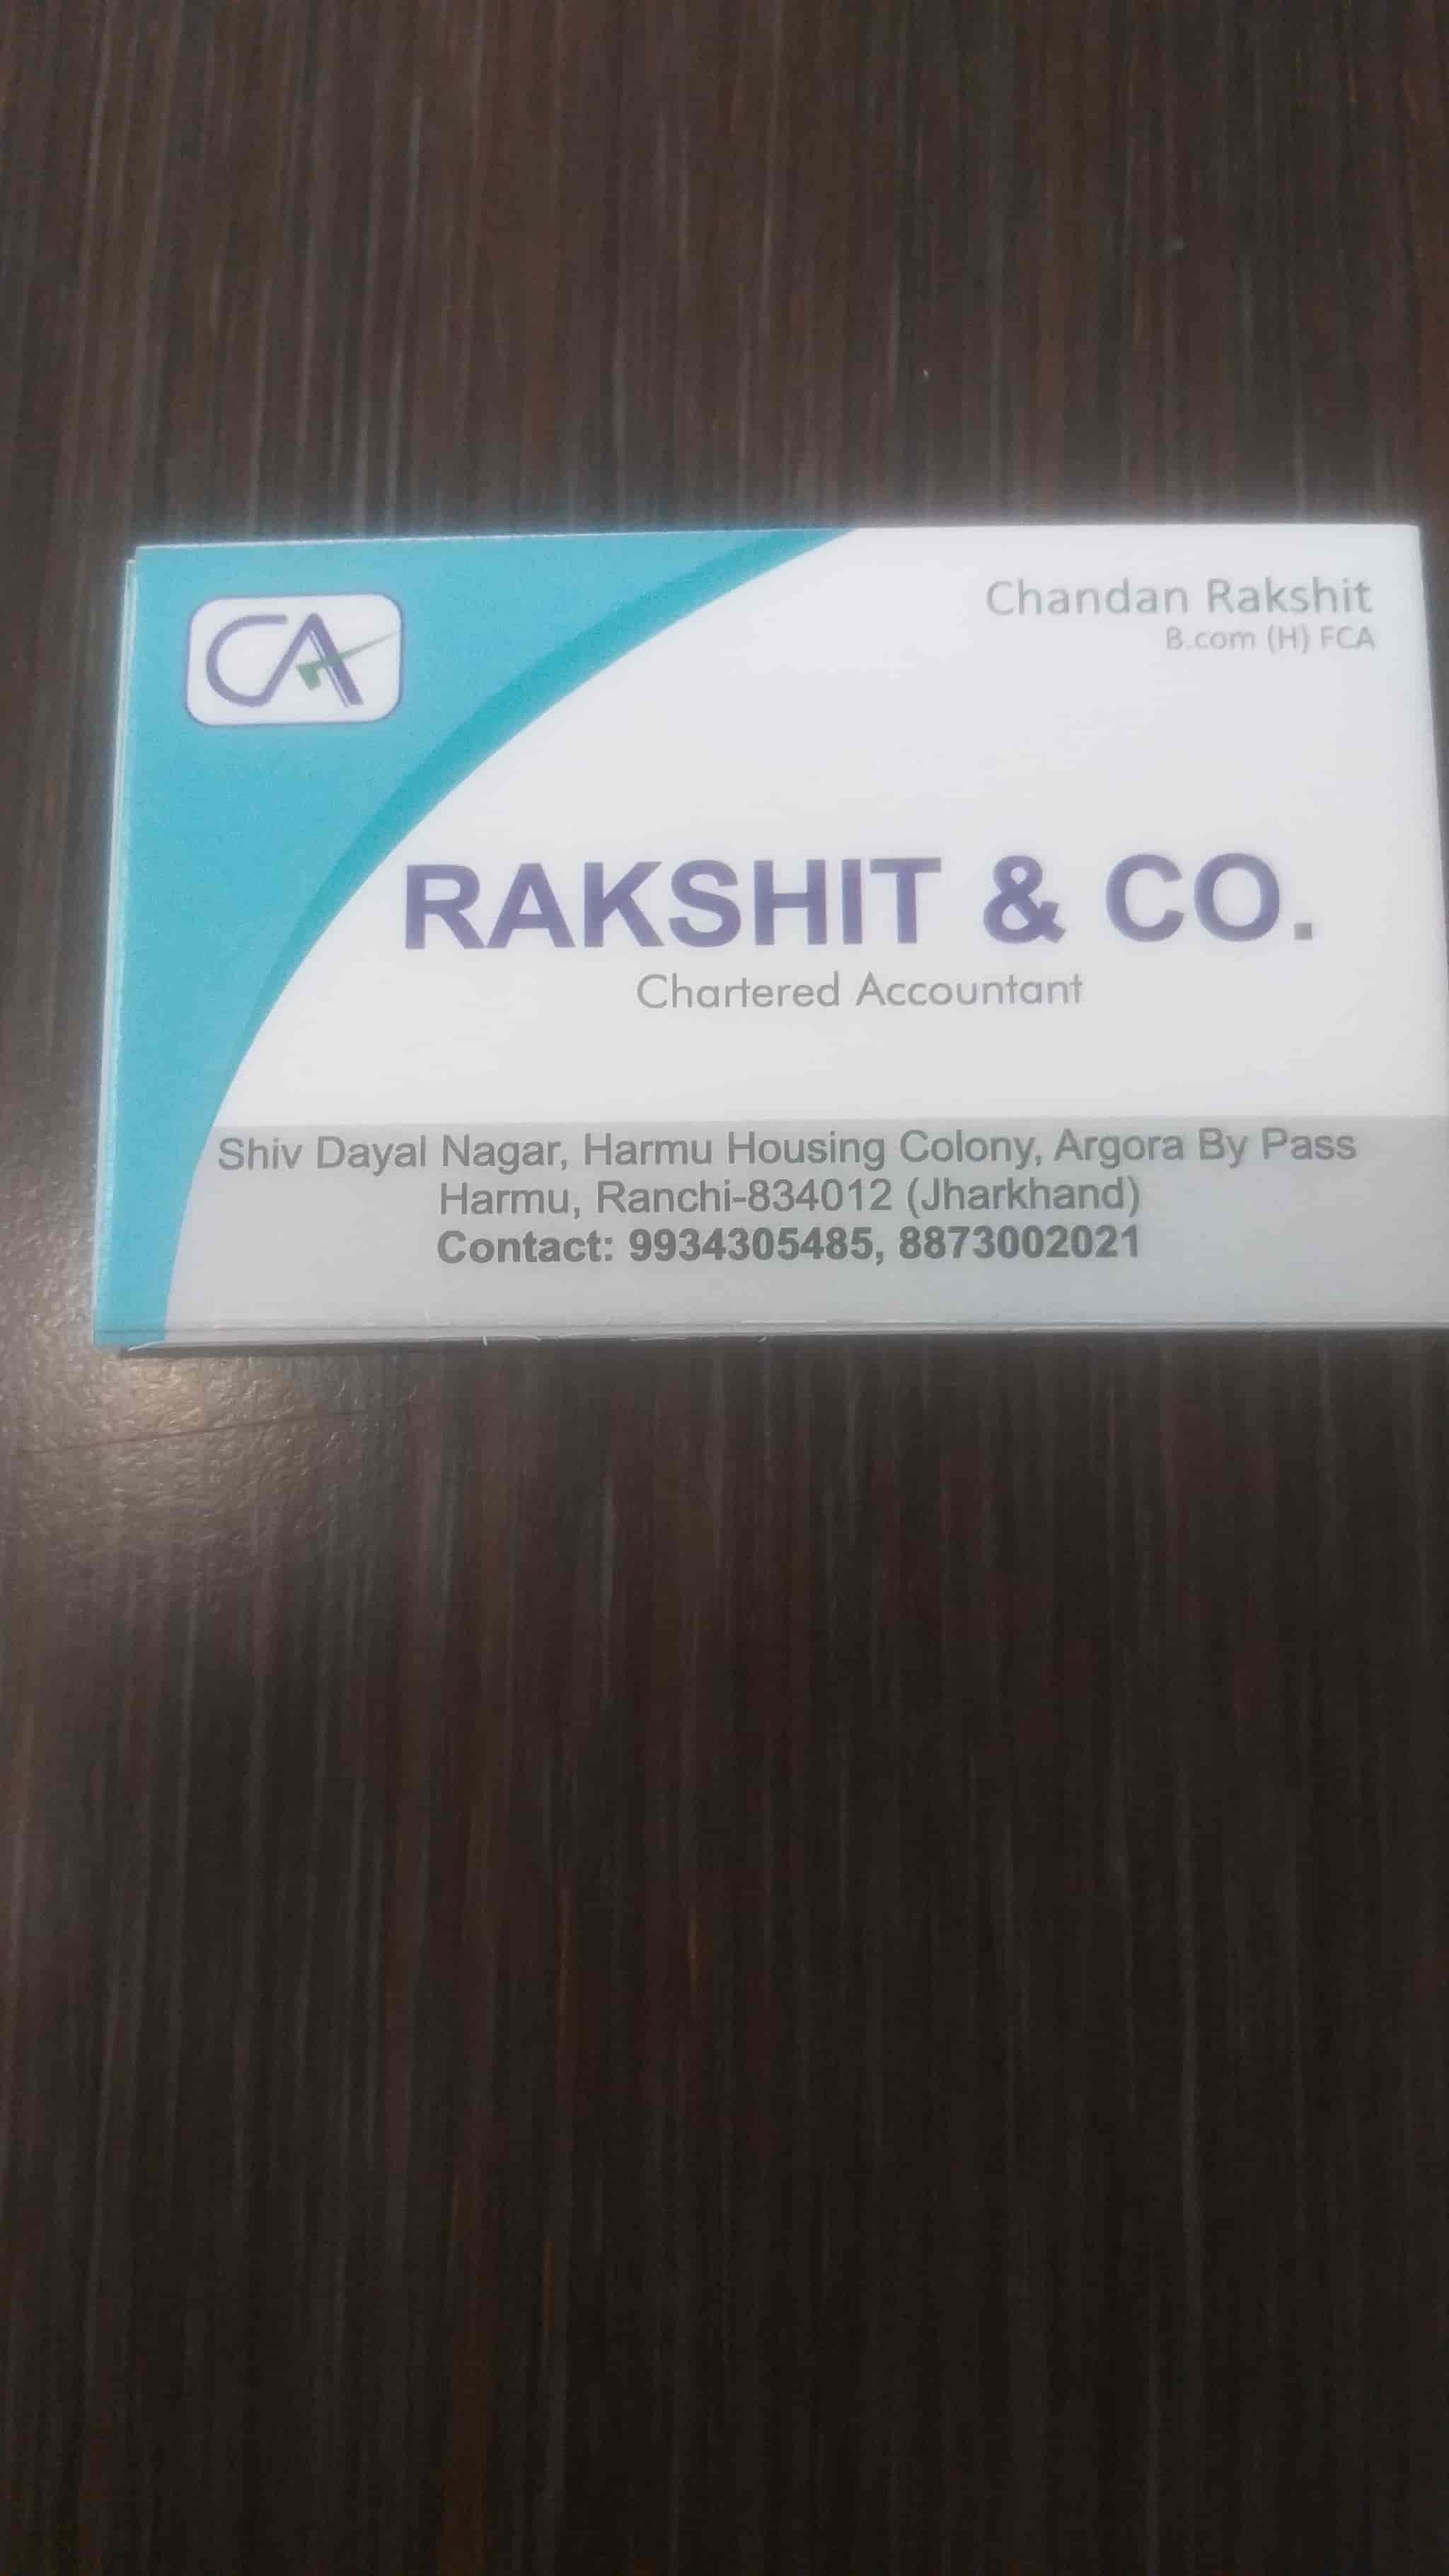 CA
Chandan Rakshit
B.com (H) FCA
RAKSHIT & CO.
Chartered Accountant
Shiv Dayal Nagar, Harmu Housing Colony, Argora By Pass
Harmu, Ranchi-834012 (Jharkhand)
Contact: 9934305485, 8873002021